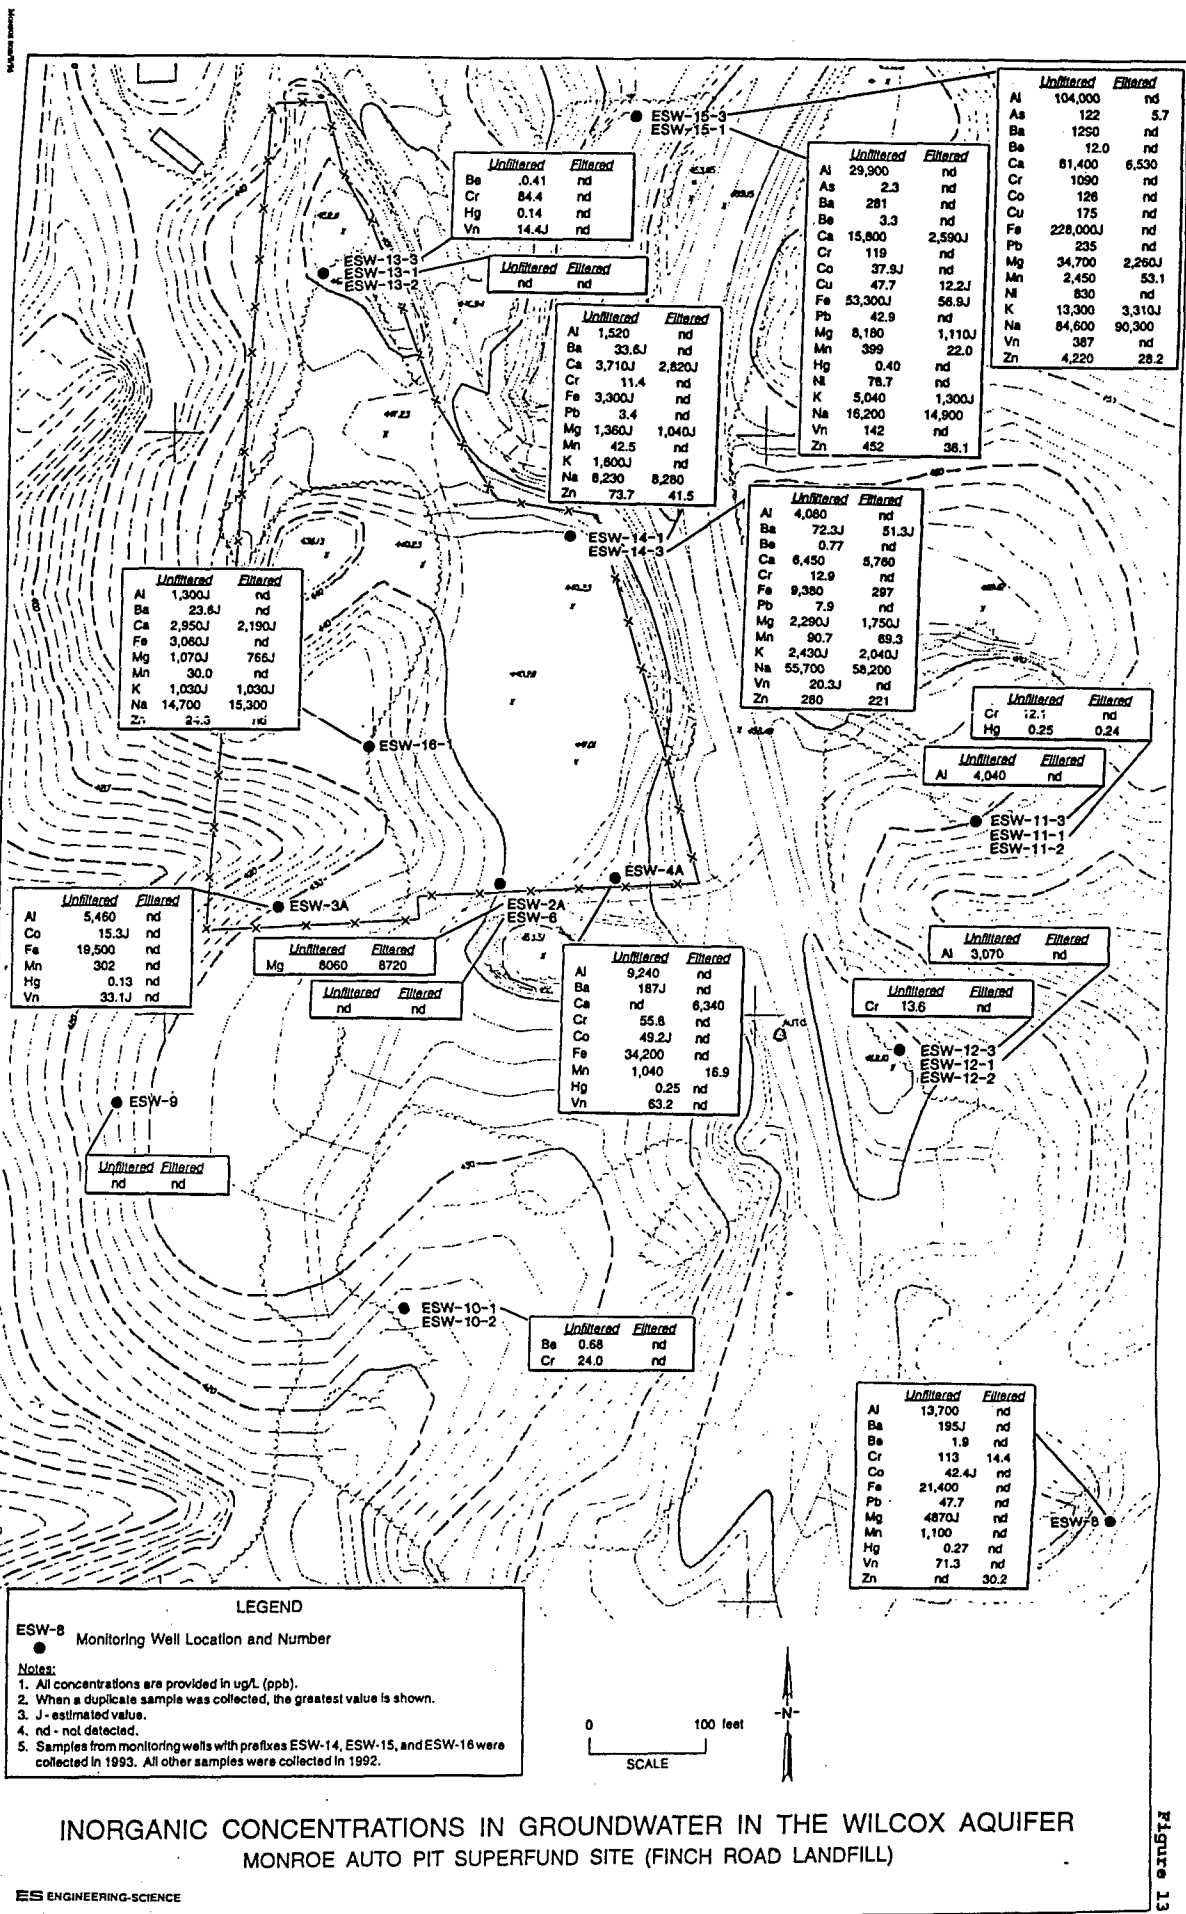 ESW-15-3
ESW-15-1
Unfiltered Filtered
Al 104,000 nd
As 122 5.7
Ba 1290 nd
Be 12.0 nd
Ca 81,400 6,530
Cr 1090 nd
Co 126 nd
Cu 175 nd
Fe 228,000J nd
Pb 235 nd
Mg 34,700 2,260J
Mn 2,450 53.1
Ni 830 nd
K 13,300 3,310J
Na 84,600 90,300
Vn 387 nd
Zn 4,220 28.2
Unfiltered Filtered
Al 29,900 nd
As 2.3 nd
Ba 281 nd
Be 3.3 nd
Ca 15,800 2,590J
Cr 119 nd
Co 37.9J nd
Cu 47.7 12.2J
Fe 53,300J 56.9J
Pb 42.9 nd
Mg 8,180 1,110J
Mn 399 22.0
Hg 0.40 nd
Ni 78.7 nd
K 5,040 1,300J
Na 16,200 14,900
Vn 142 nd
Zn 452 36.1
Unfiltered Filtered
Be .0.41 nd
Cr 84.4 nd
Hg 0.14 nd
Vn 14.4J nd
ESW-13-3
ESW-13-1
ESW-13-2
Unfiltered Filtered
nd nd
Unfiltered Filtered
Al 1,520 nd
Ba 33.6J nd
Ca 3,710J 2,820J
Cr 11.4 nd
Fe 3,300J nd
Pb 3.4 nd
Mg 1,360J 1,040J
Mn 42.5 nd
K 1,600J nd
Na 8,230 8,280
Zn 73.7 41.5
ESW-14-1
ESW-14-3
Unfiltered Filtered
Al 4,080 nd
Ba 72.3J 51.3J
Be 0.77 nd
Ca 6,450 5,760
Cr 12.9 nd
Fe 9,380 297
Pb 7.9 nd
Mg 2,290J 1,750J
Mn 90.7 69.3
K 2,430J 2,040J
Na 55,700 58,200
Vn 20.3J nd
Zn 280 221
Unfiltered Filtered
Al 1,300J nd
Ba 23.6J nd
Ca 2,950J 2,190J
Fe 3,060J nd
Mg 1,070J 766J
Mn 30.0 nd
K 1,030J 1,030J
Na 14,700 15,300
Zn 24.3 nd
ESW-16-1
Unfiltered Filtered
Cr 12.1 nd
Hg 0.25 0.24
Unfiltered Filtered
Al 4,040 nd
ESW-11-3
ESW-11-1
ESW-11-2
ESW-4A
ESW-3A
ESW-2A
ESW-6
Unfiltered Filtered
Al 5,460 nd
Co 15.3J nd
Fe 19,500 nd
Mn 302 nd
Hg 0.13 nd
Vn 33.1J nd
Unfiltered Filtered
Mg 8060 8720
Unfiltered Filtered
nd nd
Unfiltered Filtered
Al 9,240 nd
Ba 187J nd
Ca nd 6,340
Cr 55.8 nd
Co 49.2J nd
Fe 34,200 nd
Mn 1,040 16.9
Hg 0.25 nd
Vn 63.2 nd
Unfiltered Filtered
Al 3,070 nd
Unfiltered Filtered
Cr 13.6 nd
AUTO
ESW-12-3
ESW-12-1
ESW-12-2
ESW-9
Unfiltered Filtered
nd nd
430
ESW-10-1
ESW-10-2
Unfiltered Filtered
Be 0.68 nd
Cr 24.0 nd
Unfiltered Filtered
Al 13,700 nd
Ba 195J nd
Be 1.9 nd
Cr 113 14.4
Co 42.4J nd
Fe 21,400 nd
Pb 47.7 nd
Mg 4870J nd
Mn 1,100 nd
Hg 0.27 nd
Vn 71.3 nd
Zn nd 30.2
ESW-8
LEGEND
ESW-8
Monitoring Well Location and Number
Notes:
1. All concentrations are provided in ug/L (ppb).
2. When a duplicate sample was collected, the greatest value is shown.
3. J - estimated value.
4. nd - not detected.
5. Samples from monitoring wells with prefixes ESW-14, ESW-15, and ESW-16 were
collected in 1993. All other samples were collected in 1992.
0 100 feet
SCALE
-N-
INORGANIC CONCENTRATIONS IN GROUNDWATER IN THE WILCOX AQUIFER
MONROE AUTO PIT SUPERFUND SITE (FINCH ROAD LANDFILL)
ES ENGINEERING-SCIENCE
Figure 13